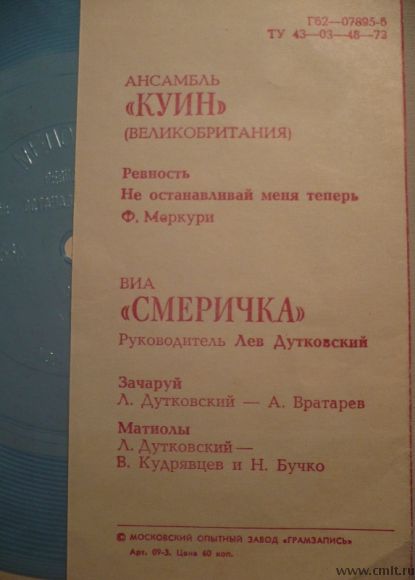 Г62—07895-6
ТУ 43—03—48—73
АНСАМБЛЬ
«КУИН»
(ВЕЛИКОБРИТАНИЯ)
Ревность
Не останавливай меня теперь
Ф. Меркури
ВИА
«СМЕРИЧКА»
Руководитель Лев Дутковский
Зачаруй
Л. Дутковский — А. Вратарев
Матиолы
Л. Дутковский—
В. Кудрявцев и Н. Бучко
© МОСКОВСКИЙ ОПЫТНЫЙ ЗАВОД «ГРАМЗАПИСЬ»
Арт. 09-3. Цена 60 коп.
www.cmlt.ru